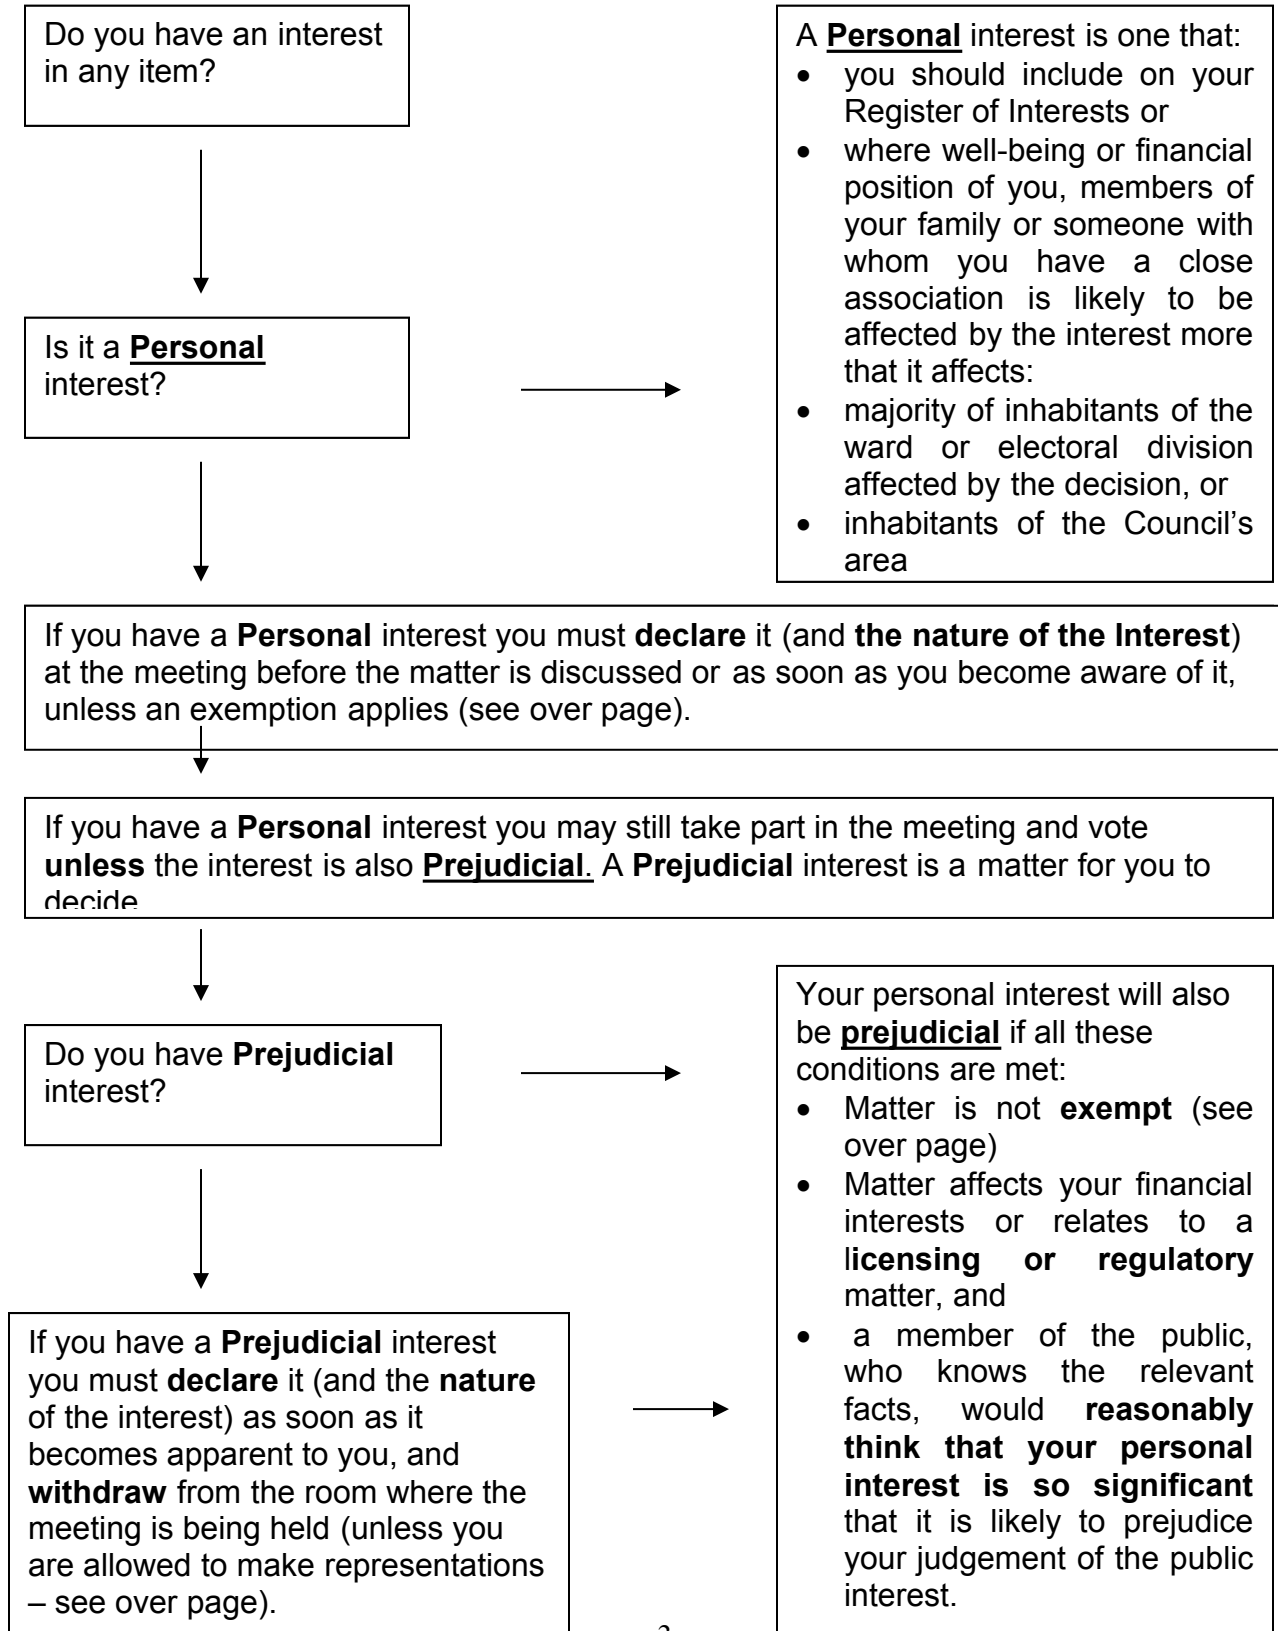 Do you have an interest
in any item?
A Personal interest is one that:
• you should include on your
Register of Interests or
• where well-being or financial
position of you, members of
your family or someone with
whom you have a close
association is likely to be
affected by the interest more
that it affects:
• majority of inhabitants of the
ward or electoral division
affected by the decision, or
• inhabitants of the Council’s
area
Is it a Personal
interest?
If you have a Personal interest you must declare it (and the nature of the Interest)
at the meeting before the matter is discussed or as soon as you become aware of it,
unless an exemption applies (see over page).
If you have a Personal interest you may still take part in the meeting and vote
unless the interest is also Prejudicial. A Prejudicial interest is a matter for you to
decide
Do you have Prejudicial
interest?
Your personal interest will also
be prejudicial if all these
conditions are met:
• Matter is not exempt (see
over page)
• Matter affects your financial
interests or relates to a
licensing or regulatory
matter, and
• a member of the public,
who knows the relevant
facts, would reasonably
think that your personal
interest is so significant
that it is likely to prejudice
your judgement of the public
interest.
If you have a Prejudicial interest
you must declare it (and the nature
of the interest) as soon as it
becomes apparent to you, and
withdraw from the room where the
meeting is being held (unless you
are allowed to make representations
– see over page).